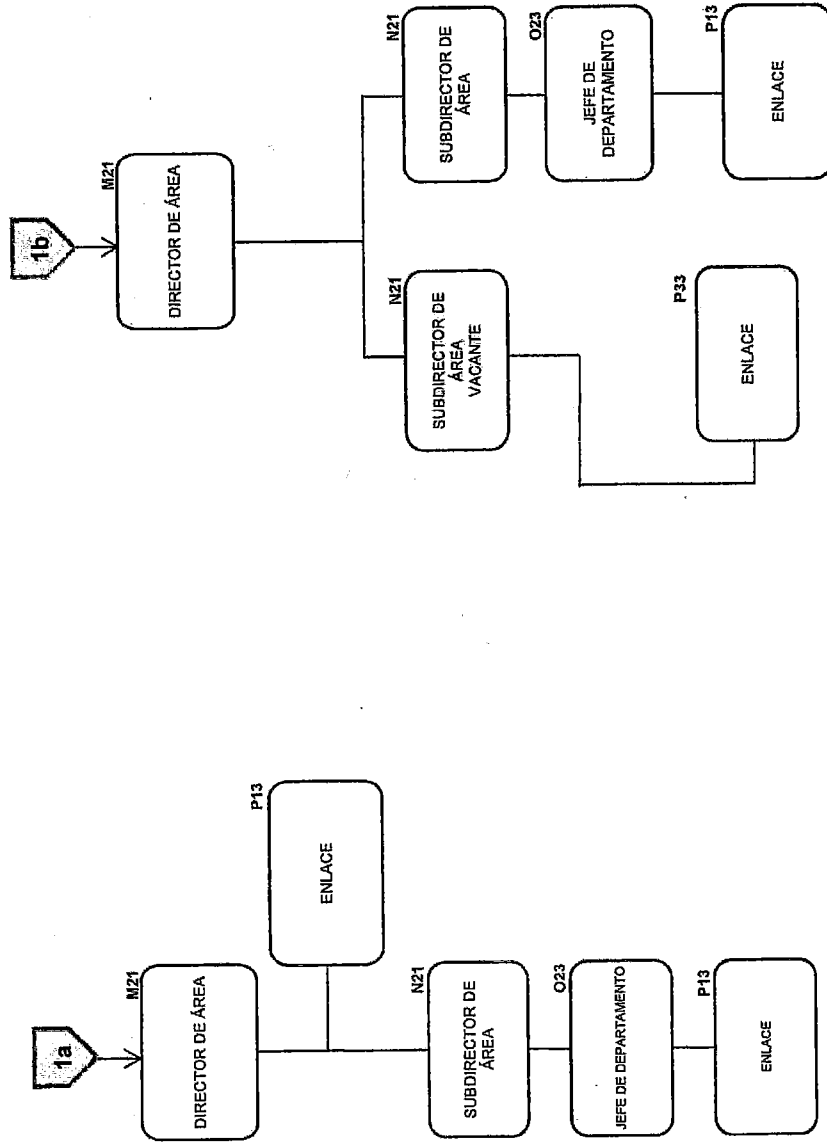 1a
M21
DIRECTOR DE ÁREA
P13
ENLACE
N21
SUBDIRECTOR DE
ÁREA
O23
JEFE DE DEPARTAMENTO
P13
ENLACE
1b
M21
DIRECTOR DE ÁREA
N21
SUBDIRECTOR DE
ÁREA
VACANTE
P33
ENLACE
N21
SUBDIRECTOR DE
ÁREA
O23
JEFE DE
DEPARTAMENTO
P13
ENLACE